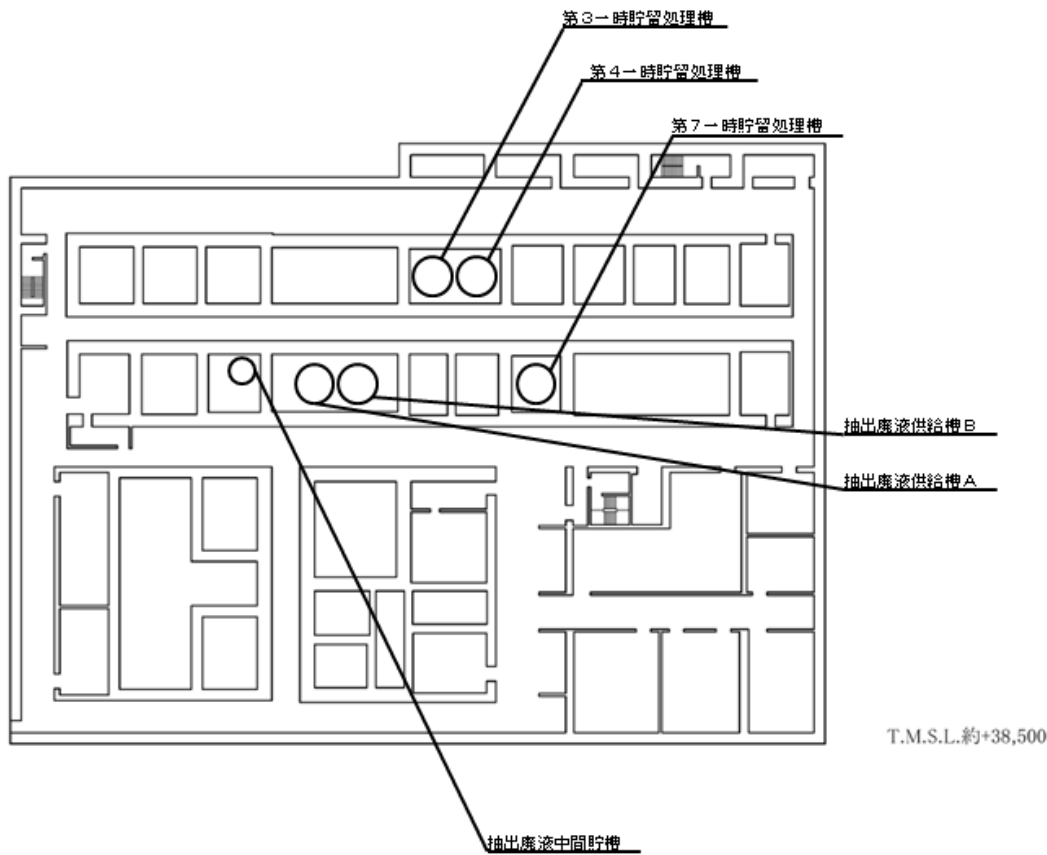 第3一時貯留処理槽
第4一時貯留処理槽
第7一時貯留処理槽
抽出廃液供給槽B
抽出廃液供給槽A
T.M.S.L.約+38,500
抽出廃液中間貯槽